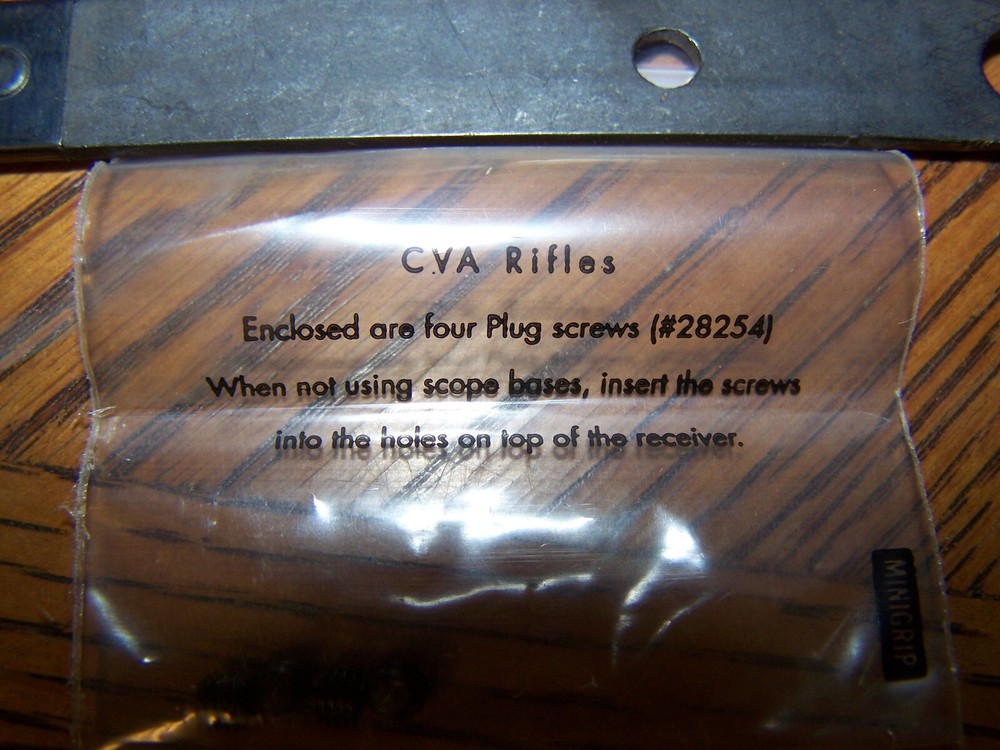 CVA Rifles
Enclosed are four Plug screws (#28254)
When not using scope bases, insert the screws
into the holes on top of the receiver.
MINIGRIP